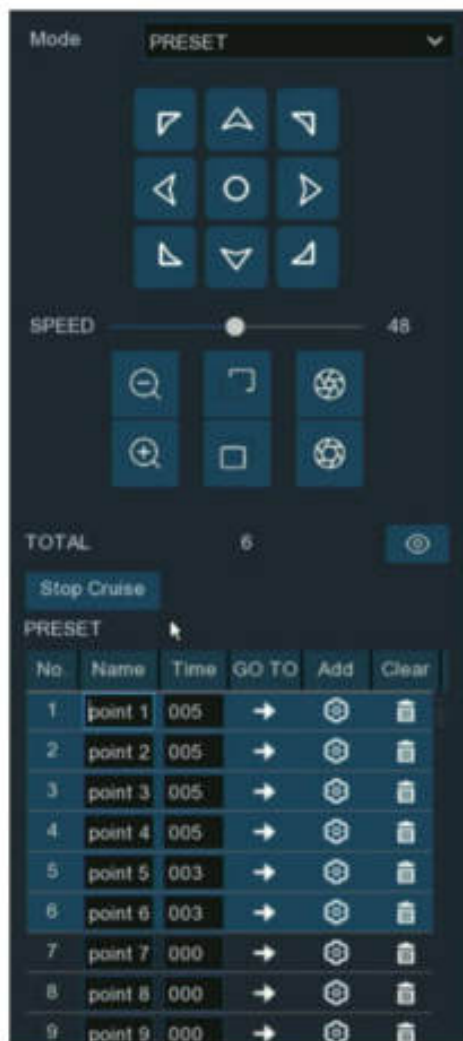 Mode PRESET
SPEED 48
TOTAL 6
Stop Cruise
PRESET
No Name Time GO TO Add Clear
1 point 1 005
2 point 2 005
3 point 3 005
4 point 4 005
5 point 5 003
6 point 6 003
7 point 7 000
8 point 8 000
9 point 9 000